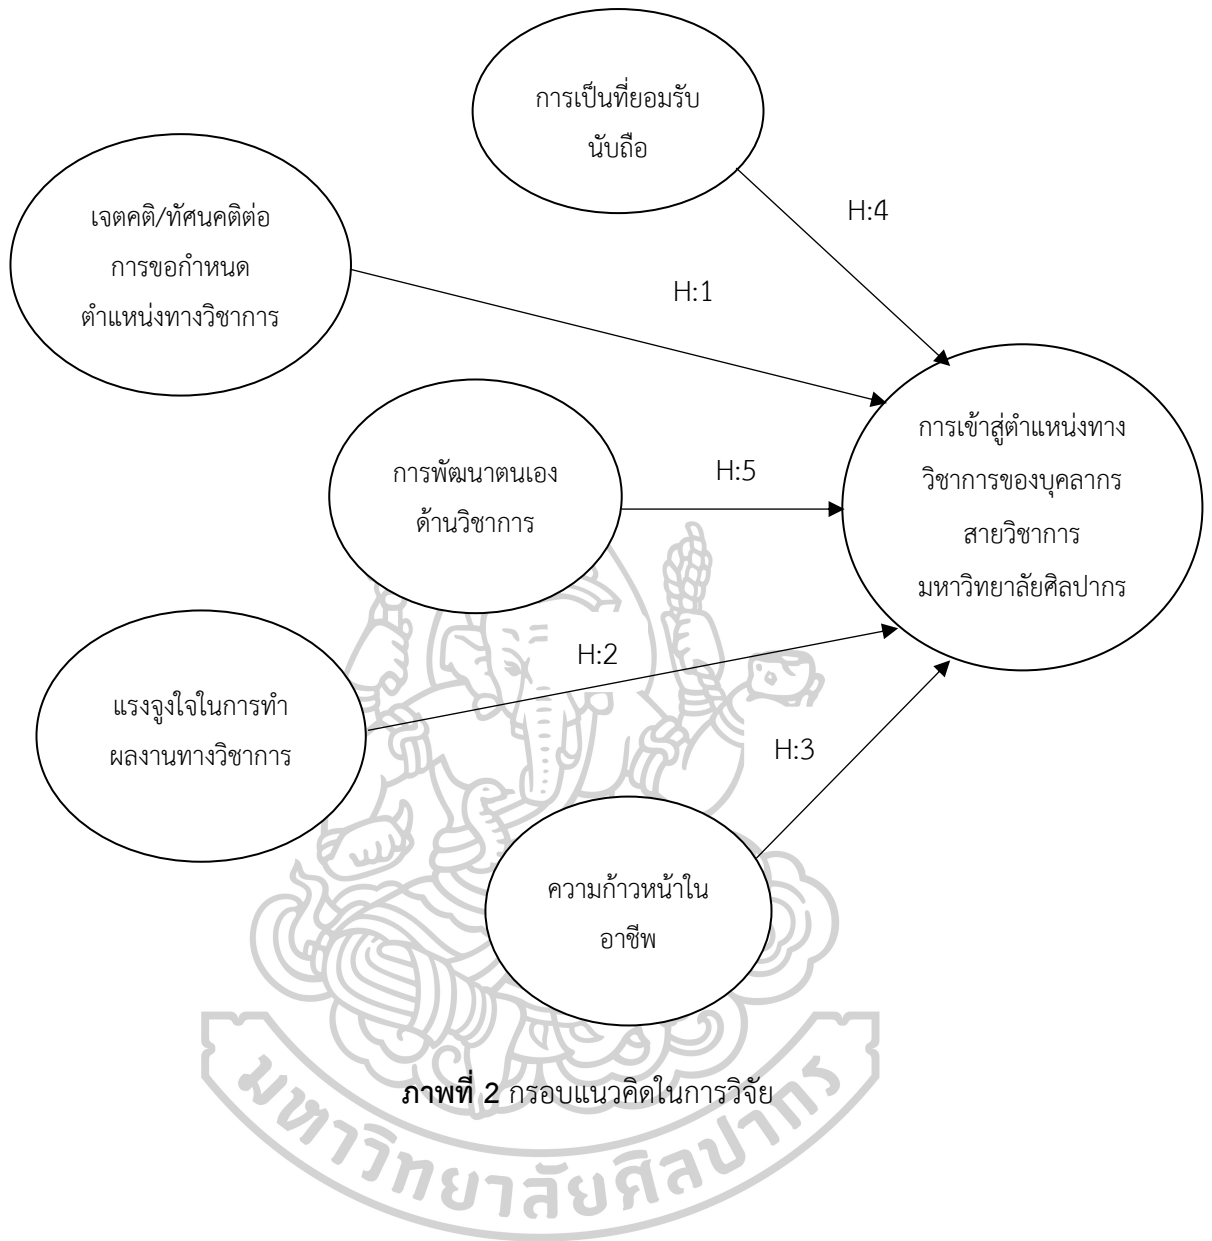 การเป็นที่ยอมรับ
นับถือ
H:4
เจตคติ/ทัศนคติต่อ
การขอกำหนด
ตำแหน่งทางวิชาการ
H:1
การเข้าสู่ตำแหน่งทาง
วิชาการของบุคลากร
สายวิชาการ
มหาวิทยาลัยศิลปากร
การพัฒนาตนเอง
ด้านวิชาการ
H:5
แรงจูงใจในการทำ
ผลงานทางวิชาการ
H:2
H:3
ความก้าวหน้าใน
อาชีพ
ภาพที่ 2 กรอบแนวคิดในการวิจัย
มหาวิทยาลัยศิลปากร